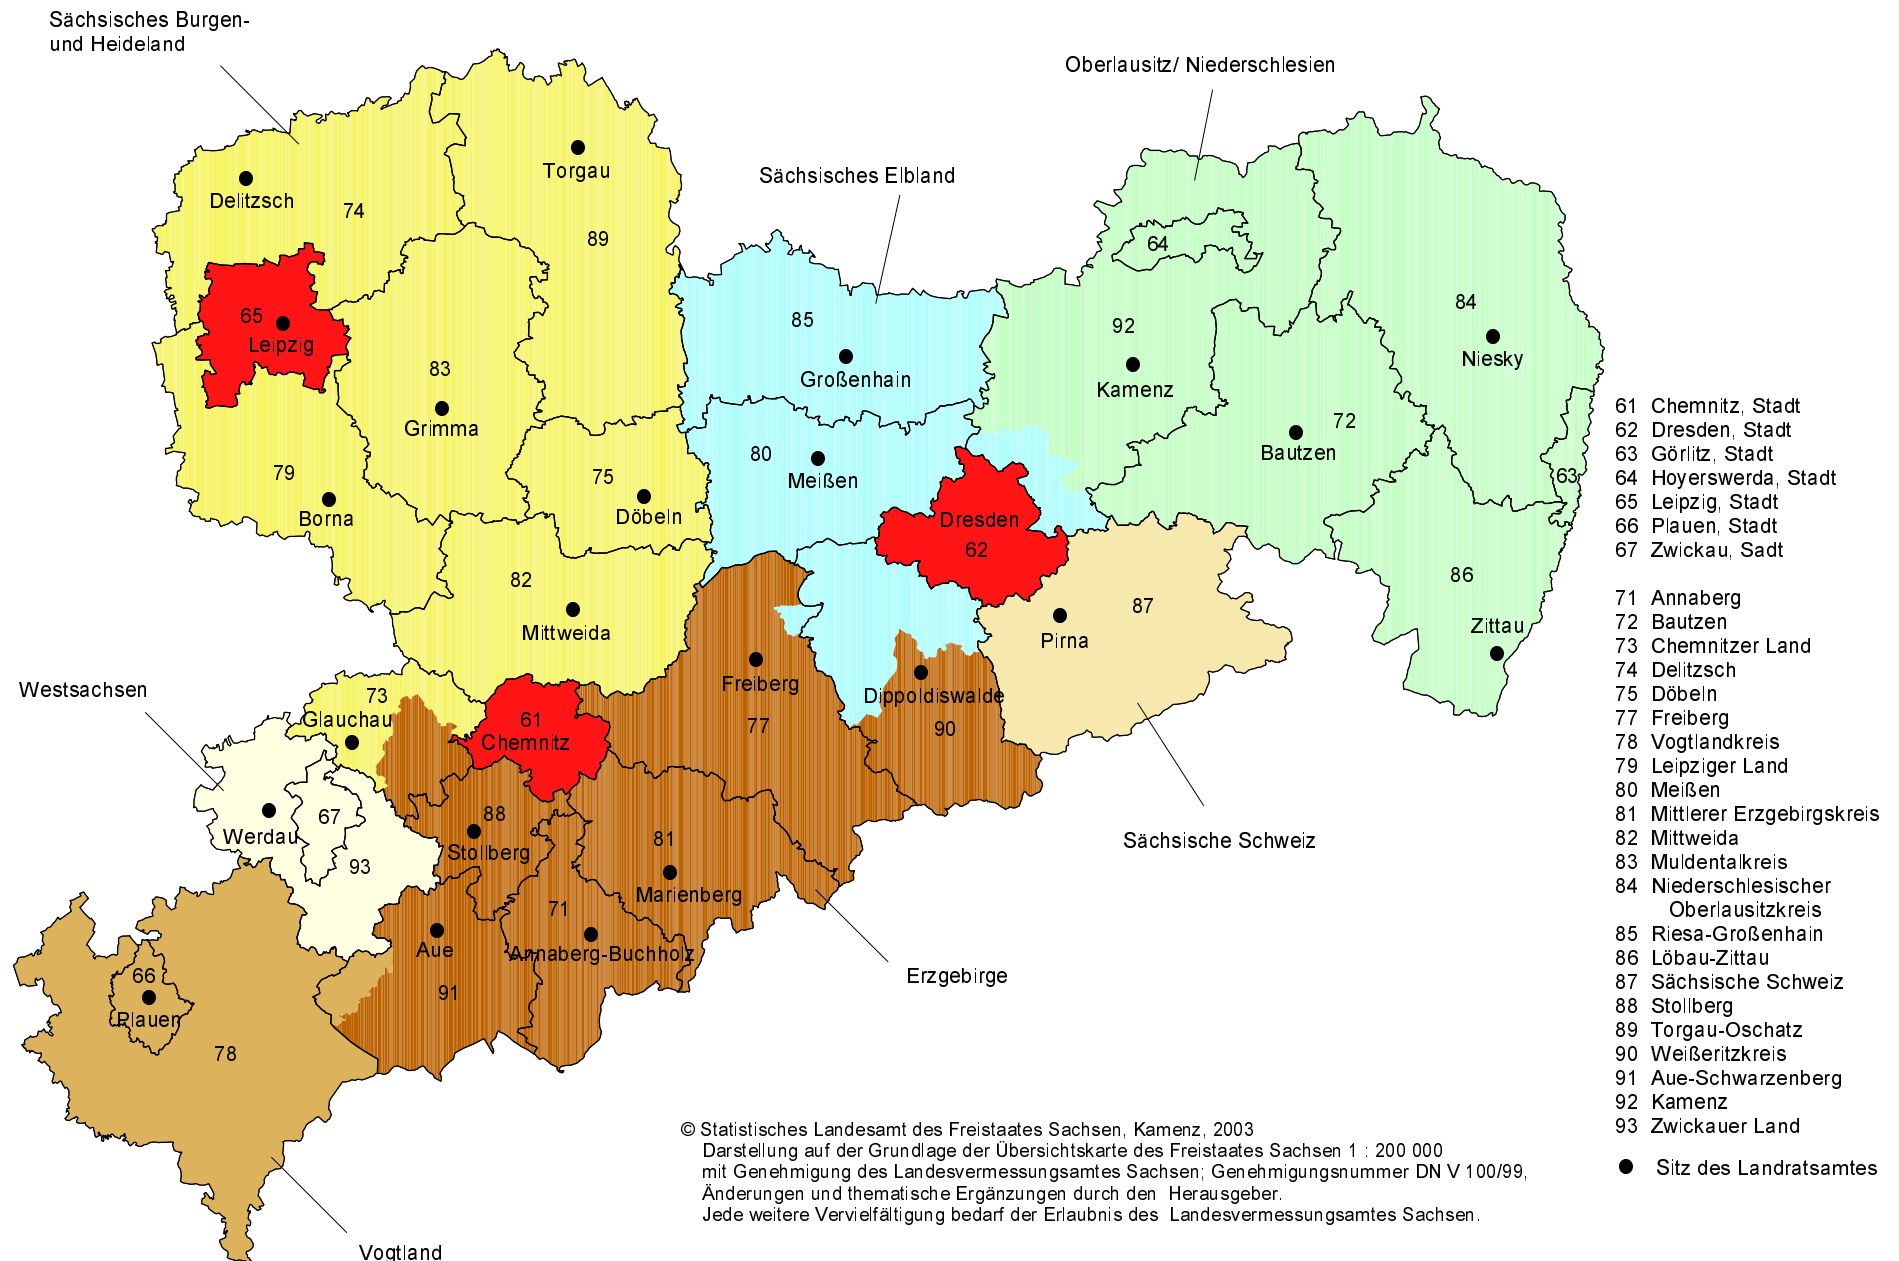 Sächsisches Burgen-
und Heideland
Oberlausitz/ Niederschlesien
Sächsisches Elbland
Torgau
Delitzsch
74
89
64
65
Leipzig
85
Großenhain
92
Kamenz
84
Niesky
83
Grimma
72
Bautzen
79
Borna
75
Döbeln
80
Meißen
63
Dresden
62
82
Mittweida
86
Zittau
87
Pirna
Westsachsen
73
Glauchau
61
Chemnitz
Freiberg
77
Dippoldiswalde
90
67
Werdau
93
88
Stollberg
81
Marienberg
Sächsische Schweiz
71
Annaberg-Buchholz
Aue
91
Erzgebirge
66
Plauen
78
Vogtland
61 Chemnitz, Stadt
62 Dresden, Stadt
63 Görlitz, Stadt
64 Hoyerswerda, Stadt
65 Leipzig, Stadt
66 Plauen, Stadt
67 Zwickau, Sadt
71 Annaberg
72 Bautzen
73 Chemnitzer Land
74 Delitzsch
75 Döbeln
77 Freiberg
78 Vogtlandkreis
79 Leipziger Land
80 Meißen
81 Mittlerer Erzgebirgskreis
82 Mittweida
83 Muldentalkreis
84 Niederschlesischer
Oberlausitzkreis
85 Riesa-Großenhain
86 Löbau-Zittau
87 Sächsische Schweiz
88 Stollberg
89 Torgau-Oschatz
90 Weißeritzkreis
91 Aue-Schwarzenberg
92 Kamenz
93 Zwickauer Land
Sitz des Landratsamtes
© Statistisches Landesamt des Freistaates Sachsen, Kamenz, 2003
Darstellung auf der Grundlage der Übersichtskarte des Freistaates Sachsen 1 : 200 000
mit Genehmigung des Landesvermessungsamtes Sachsen; Genehmigungsnummer DN V 100/99,
Änderungen und thematische Ergänzungen durch den Herausgeber.
Jede weitere Vervielfältigung bedarf der Erlaubnis des Landesvermessungsamtes Sachsen.